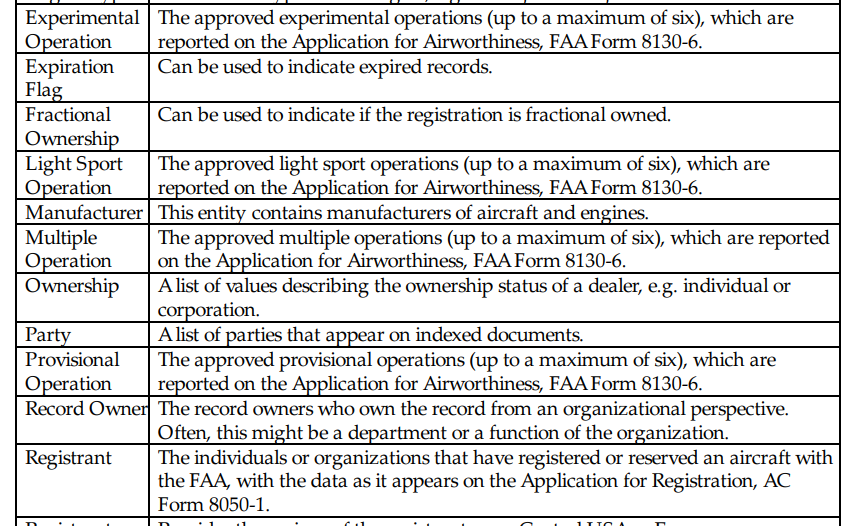 Experimental
Operation
The approved experimental operations (up to a maximum of six), which are
reported on the Application for Airworthiness, FAA Form 8130-6.
Expiration
Flag
Can be used to indicate expired records.
Fractional
Ownership
Can be used to indicate if the registration is fractional owned.
Light Sport
Operation
The approved light sport operations (up to a maximum of six), which are
reported on the Application for Airworthiness, FAA Form 8130-6.
Manufacturer
This entity contains manufacturers of aircraft and engines.
Multiple
Operation
The approved multiple operations (up to a maximum of six), which are reported
on the Application for Airworthiness, FAA Form 8130-6.
Ownership
A list of values describing the ownership status of a dealer, e.g. individual or
corporation.
Party
A list of parties that appear on indexed documents.
Provisional
Operation
The approved provisional operations (up to a maximum of six), which are
reported on the Application for Airworthiness, FAA Form 8130-6.
Record Owner
The record owners who own the record from an organizational perspective.
Often, this might be a department or a function of the organization.
Registrant
The individuals or organizations that have registered or reserved an aircraft with
the FAA, with the data as it appears on the Application for Registration, AC
Form 8050-1.